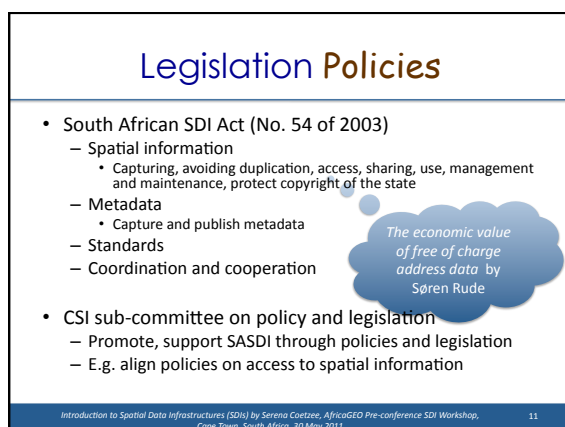 Legislation Policies
• South African SDI Act (No. 54 of 2003)
– Spatial information
• Capturing, avoiding duplication, access, sharing, use, management
and maintenance, protect copyright of the state
– Metadata
• Capture and publish metadata
– Standards
– Coordination and cooperation
The economic value
of free of charge
address data by
Søren Rude
• CSI sub-committee on policy and legislation
– Promote, support SASDI through policies and legislation
– E.g. align policies on access to spatial information
Introduction to Spatial Data Infrastructures (SDIs) by Serena Coetzee, AfricaGEO Pre-conference SDI Workshop,
Cape Town, South Africa, 30 May 2011
11